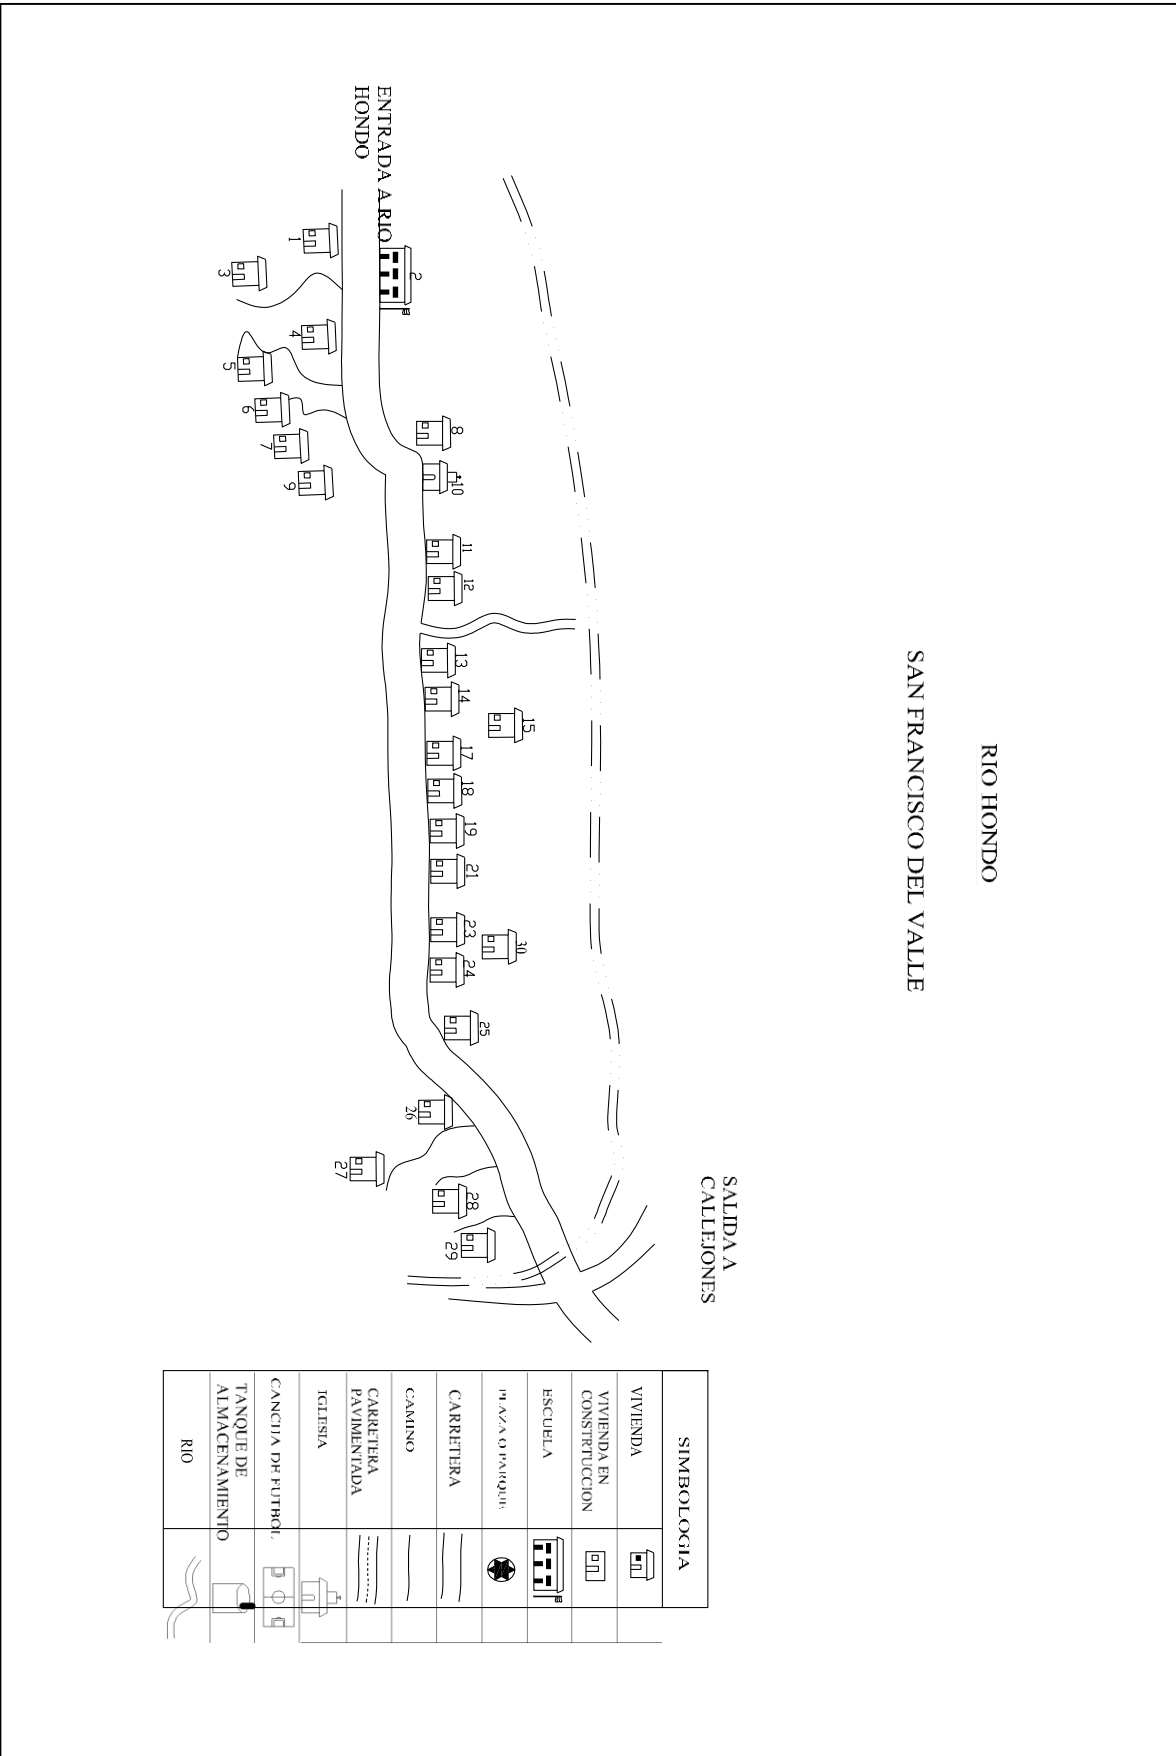 RIO HONDO
SAN FRANCISCO DEL VALLE
SALIDA A
CALLEJONES
ENTRADA A RIO
HONDO
1
2
3
4
5
6
7
8
9
10
11
12
13
14
15
17
18
19
21
23
24
25
26
27
28
29
30
SIMBOLOGIA
VIVIENDA
VIVIENDA EN
CONSTRTUCCION
ESCUELA
PLAZA O PARQUE
CARRETERA
CAMINO
CARRETERA
PAVIMENTADA
IGLESIA
CANCHA DE FUTBOL
TANQUE DE
ALMACENAMIENTO
RIO